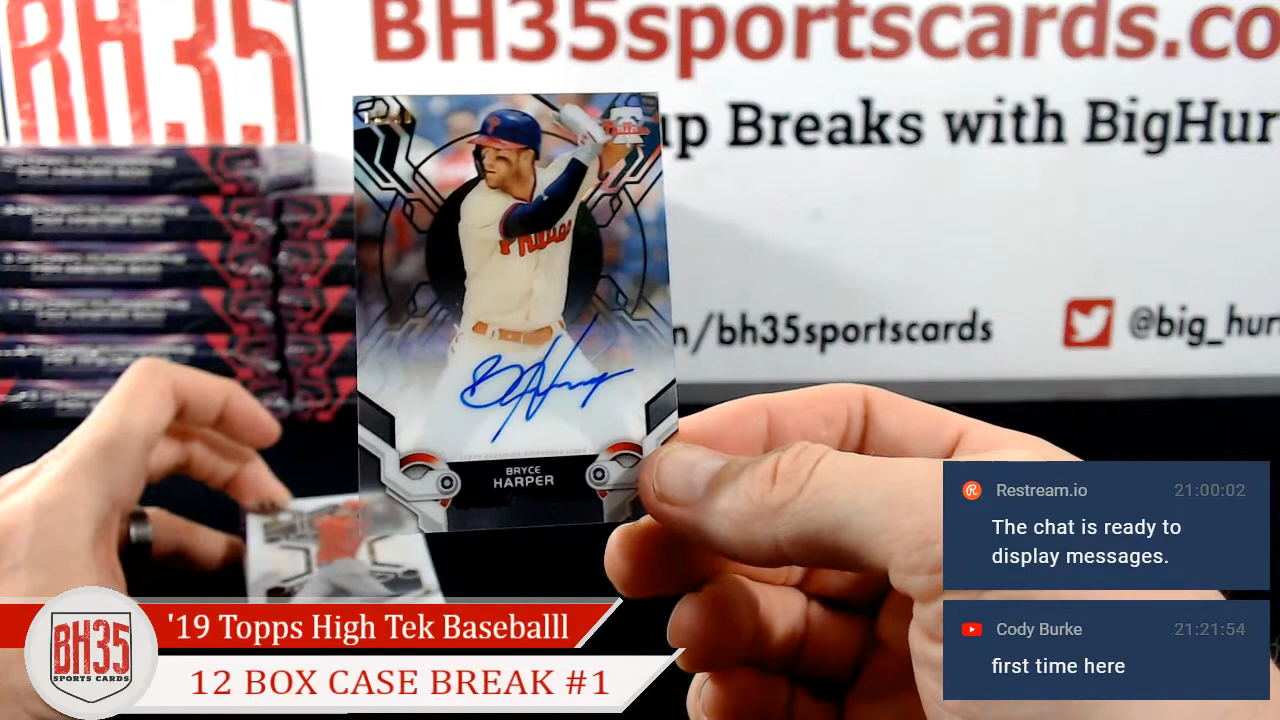 BH35
BH35sportscards.co
up Breaks with BigHur
n/bh35sportscards
@big_hur
Phillies
BRYCE
HARPER
Restream.io 21:00:02
The chat is ready to
display messages.
Cody Burke 21:21:54
first time here
BH35
SPORTS CARDS
'19 Topps High Tek Baseballl
12 BOX CASE BREAK #1